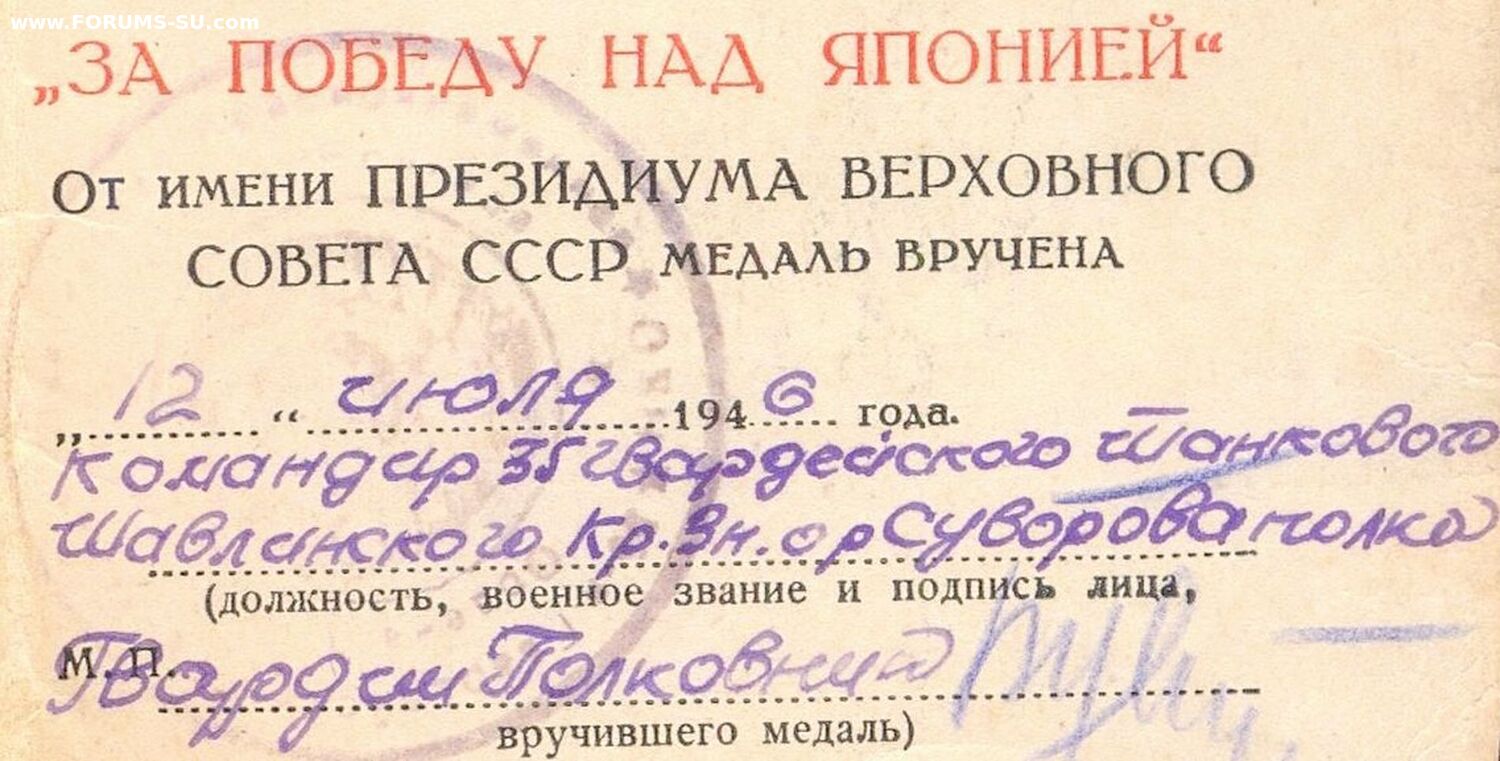 www.FORUMS-SU.com
„ЗА ПОБЕДУ НАД ЯПОНИЕЙ“
От имени ПРЕЗИДИУМА ВЕРХОВНОГО
СОВЕТА СССР медаль вручена
„12“ июля 1946 года.
Командир 35 гвардейского танкового
Шавлинского Кр. Зн. ор Суворова полка
(должность, военное звание и подпись лица,
М. П. Гвардии Полковник
вручившего медаль)